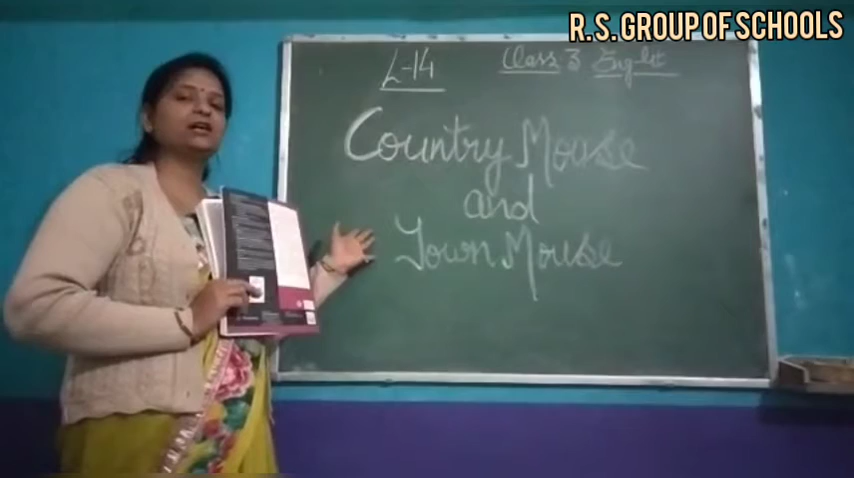 R.S. GROUP OF SCHOOLS
L-14
Class 3 English
Country Mouse
and
Town Mouse